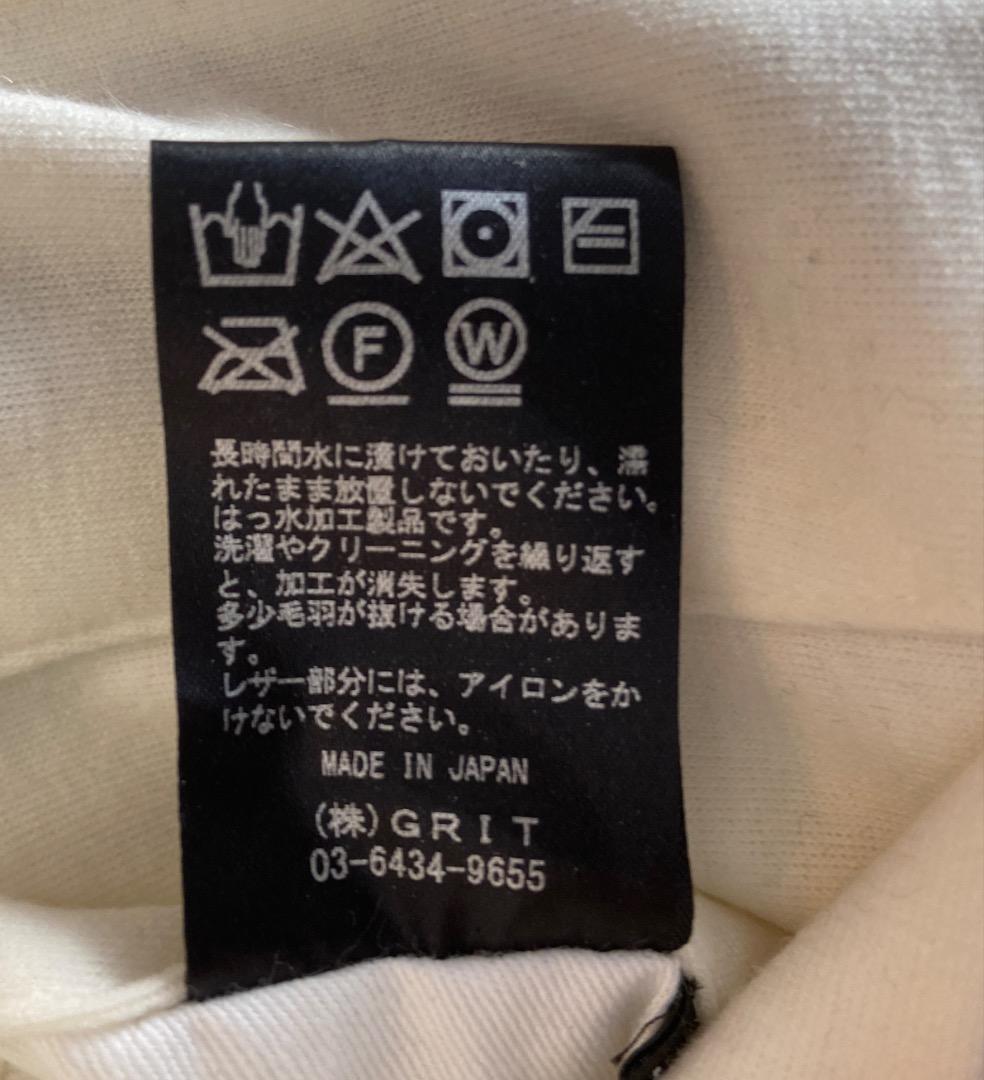 F W
長時間水に漬けておいたり、濡
れたまま放置しないでください。
はっ水加工製品です。
洗濯やクリーニングを繰り返す
と、加工が消失します。
多少毛羽が抜ける場合がありま
す。
レザー部分には、アイロンをか
けないでください。
MADE IN JAPAN
(株)GRIT
03-6434-9655